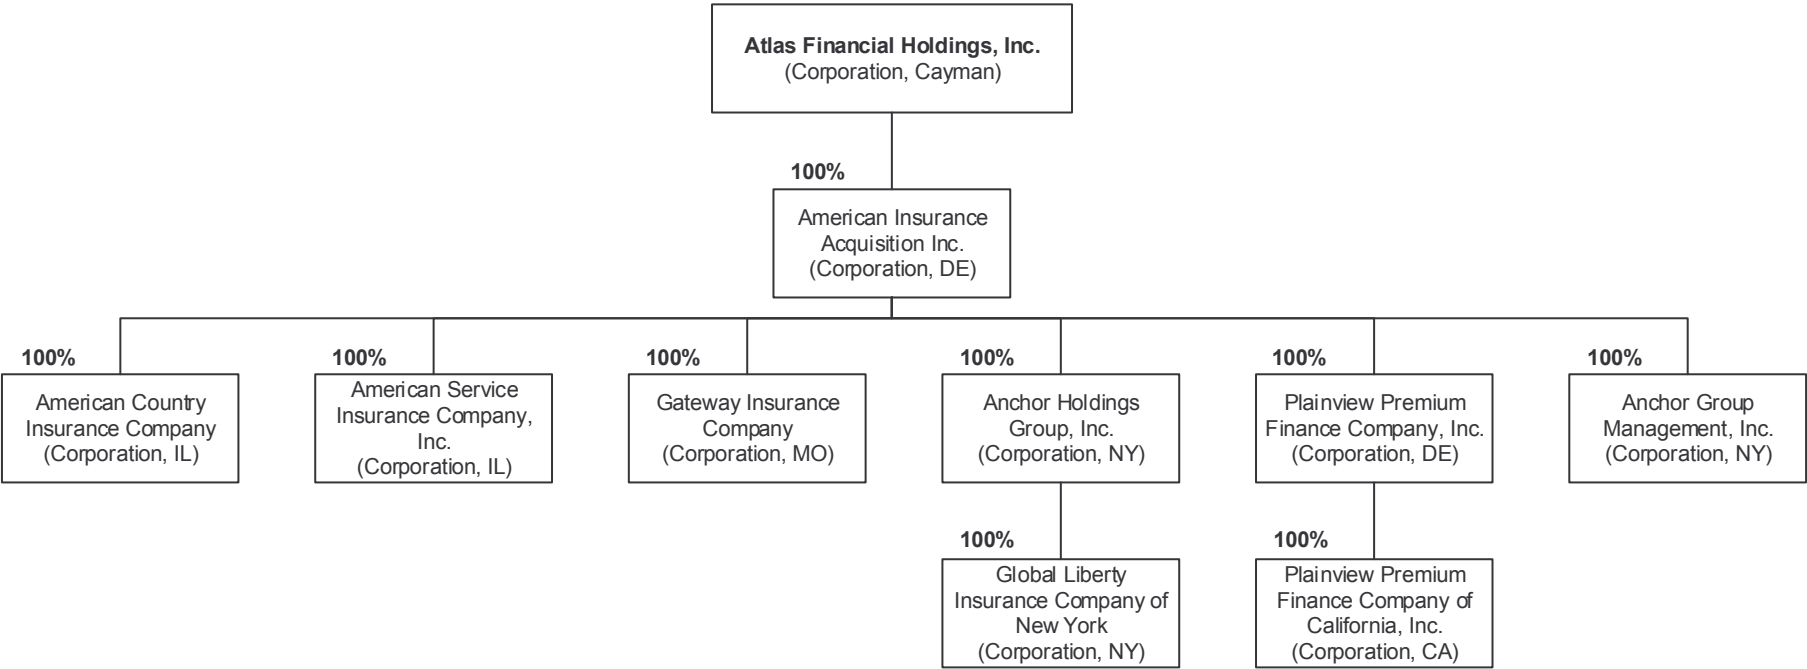 Atlas Financial Holdings, Inc.
(Corporation, Cayman)
100%
American Insurance
Acquisition Inc.
(Corporation, DE)
100%
American Country
Insurance Company
(Corporation, IL)
100%
American Service
Insurance Company,
Inc.
(Corporation, IL)
100%
Gateway Insurance
Company
(Corporation, MO)
100%
Anchor Holdings
Group, Inc.
(Corporation, NY)
100%
Plainview Premium
Finance Company, Inc.
(Corporation, DE)
100%
Anchor Group
Management, Inc.
(Corporation, NY)
100%
Global Liberty
Insurance Company of
New York
(Corporation, NY)
100%
Plainview Premium
Finance Company of
California, Inc.
(Corporation, CA)